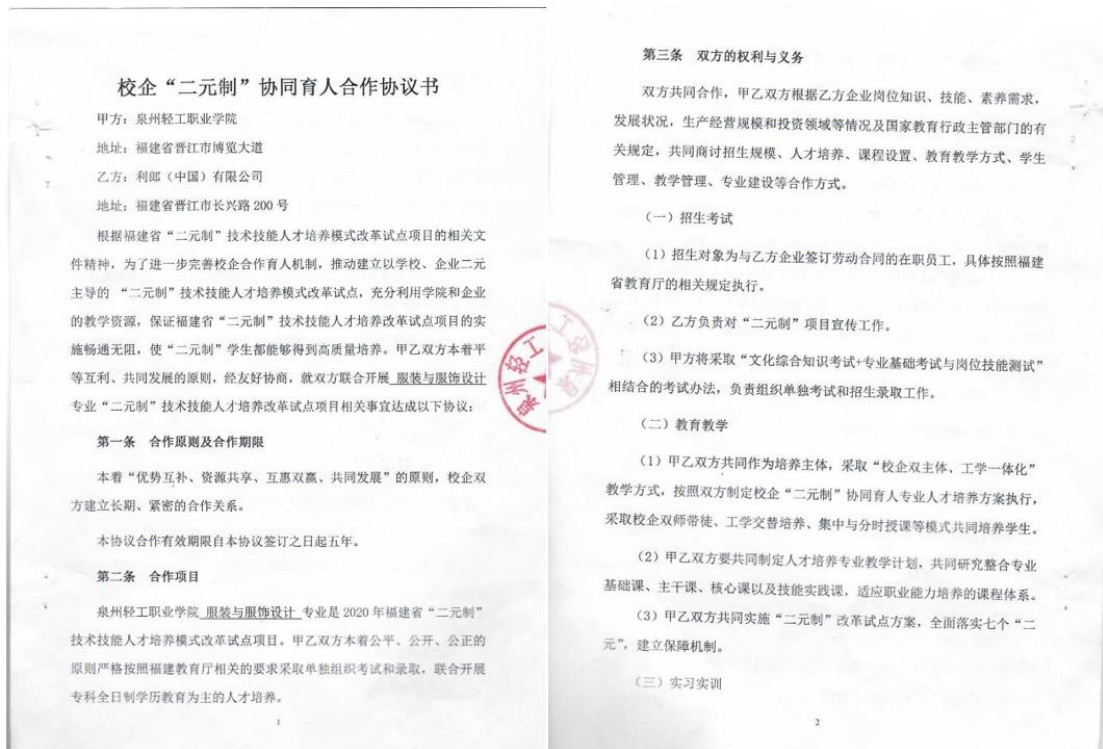 校企“二元制”协同育人合作协议书
甲方：泉州轻工职业学院
地址：福建省晋江市博览大道
乙方：利郎（中国）有限公司
地址：福建省晋江市长兴路 200 号
根据福建省“二元制”技术技能人才培养模式改革试点项目的相关文
件精神，为了进一步完善校企合作育人机制，推动建立以学校、企业二元
主导的 “二元制”技术技能人才培养模式改革试点，充分利用学院和企业
的教学资源，保证福建省“二元制”技术技能人才培养改革试点项目的实
施畅通无阻，使“二元制”学生都能够得到高质量培养。甲乙双方本着平
等互利、共同发展的原则，经友好协商，就双方联合开展 服装与服饰设计
专业“二元制”技术技能人才培养改革试点项目相关事宜达成以下协议：
第一条 合作原则及合作期限
本着“优势互补、资源共享、互惠双赢、共同发展”的原则，校企双
方建立长期、紧密的合作关系。
本协议合作有效期限自本协议签订之日起五年。
第二条 合作项目
泉州轻工职业学院 服装与服饰设计 专业是 2020 年福建省“二元制”
技术技能人才培养模式改革试点项目。甲乙双方本着公平、公开、公正的
原则严格按照福建教育厅相关的要求采取单独组织考试和录取，联合开展
专科全日制学历教育为主的人才培养。
1
泉州轻工
第三条 双方的权利与义务
双方共同合作，甲乙双方根据乙方企业岗位知识、技能、素养需求，
发展状况，生产经营规模和投资领域等情况及国家教育行政主管部门的有
关规定，共同商讨招生规模、人才培养、课程设置、教育教学方式、学生
管理、教学管理、专业建设等合作方式。
（一）招生考试
（1）招生对象为与乙方企业签订劳动合同的在职员工，具体按照福建
省教育厅的相关规定执行。
（2）乙方负责对“二元制”项目宣传工作。
（3）甲方将采取“文化综合知识考试+专业基础考试与岗位技能测试”
相结合的考试办法，负责组织单独考试和招生录取工作。
（二）教育教学
（1）甲乙双方共同作为培养主体，采取“校企双主体、工学一体化”
教学方式，按照双方制定校企“二元制”协同育人专业人才培养方案执行，
采取校企双师带徒、工学交替培养、集中与分时授课等模式共同培养学生。
（2）甲乙双方要共同制定人才培养专业教学计划，共同研究整合专业
基础课、主干课、核心课以及技能实践课，适应职业能力培养的课程体系。
（3）甲乙双方共同实施“二元制”改革试点方案，全面落实七个“二
元”，建立保障机制。
（三）实习实训
2